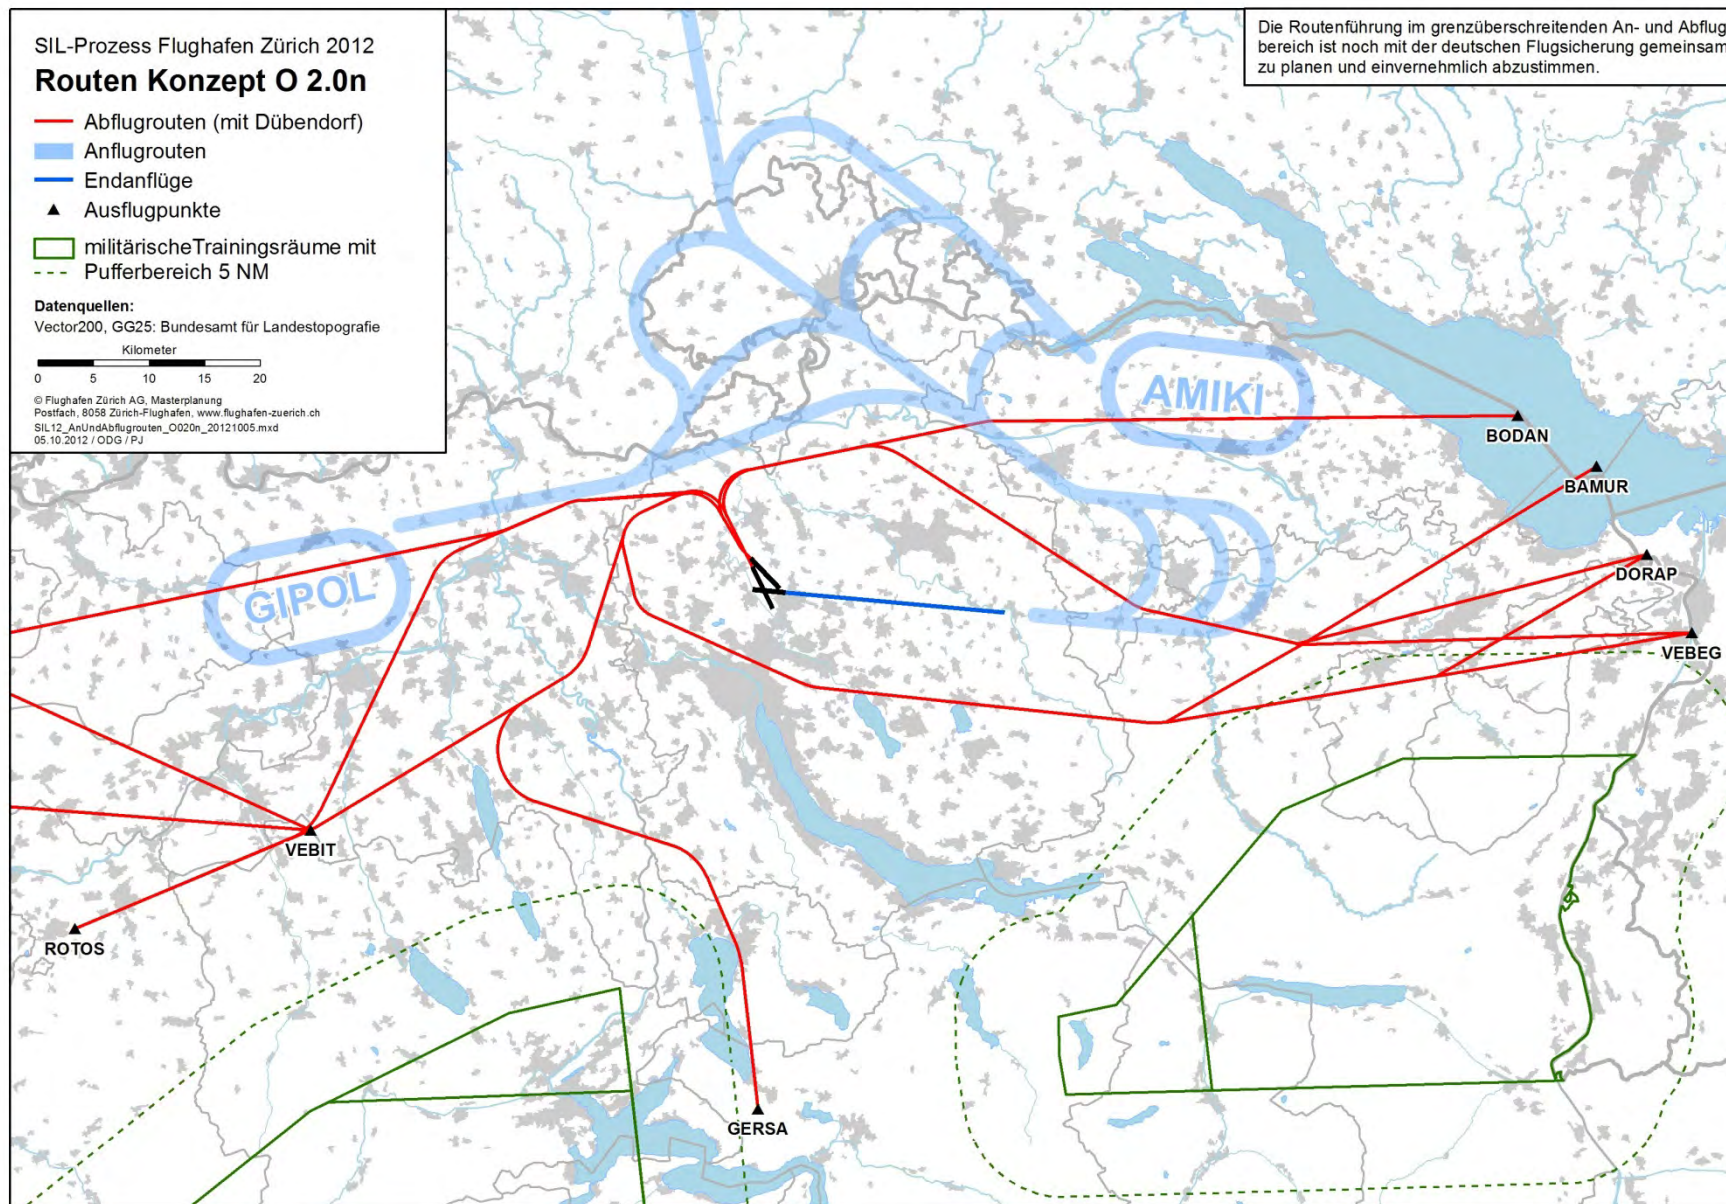 SIL-Prozess Flughafen Zürich 2012
Routen Konzept O 2.0n
Abflugrouten (mit Dübendorf)
Anflugrouten
Endanflüge
Ausflugpunkte
militärischeTrainingsräume mit
Pufferbereich 5 NM
Datenquellen:
Vector200, GG25: Bundesamt für Landestopografie
Kilometer
0 5 10 15 20
© Flughafen Zürich AG, Masterplanung
Postfach, 8058 Zürich-Flughafen, www.flughafen-zuerich.ch
SIL12_AnUndAbflugrouten_O020n_20121005.mxd
05.10.2012 / ODG / PJ
Die Routenführung im grenzüberschreitenden An- und Abflug
bereich ist noch mit der deutschen Flugsicherung gemeinsam
zu planen und einvernehmlich abzustimmen.
AMIKI
BODAN
BAMUR
DORAP
GIPOL
VEBEG
VEBIT
ROTOS
GERSA